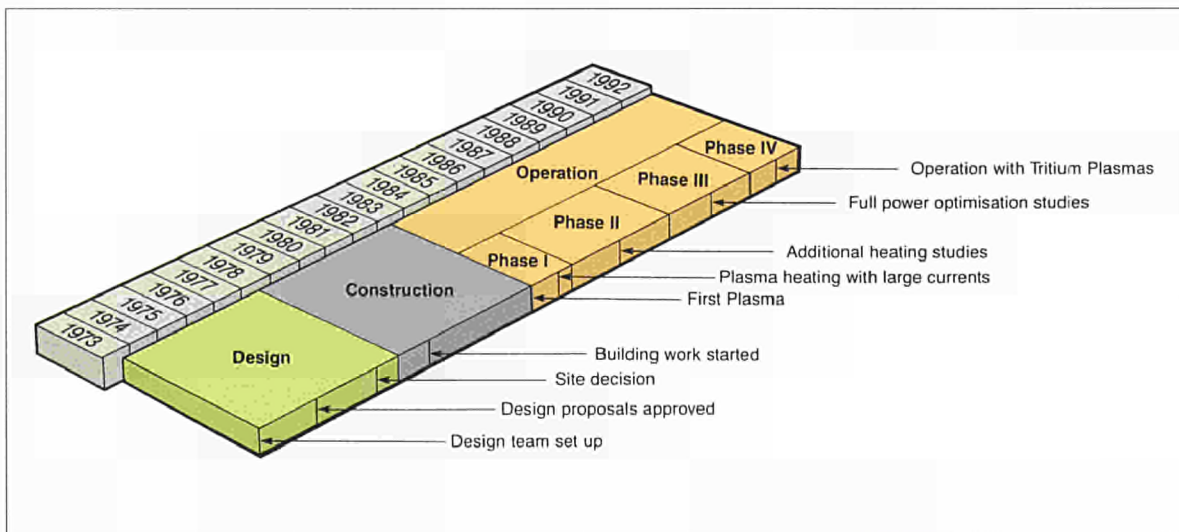 1992
1991
1990
1989
1988
1987
1986
1985
1984
1983
1982
1981
1980
1979
1978
1977
1976
1975
1974
1973
Operation
Phase IV
Phase III
Phase II
Phase I
Construction
Design
Operation with Tritium Plasmas
Full power optimisation studies
Additional heating studies
Plasma heating with large currents
First Plasma
Building work started
Site decision
Design proposals approved
Design team set up